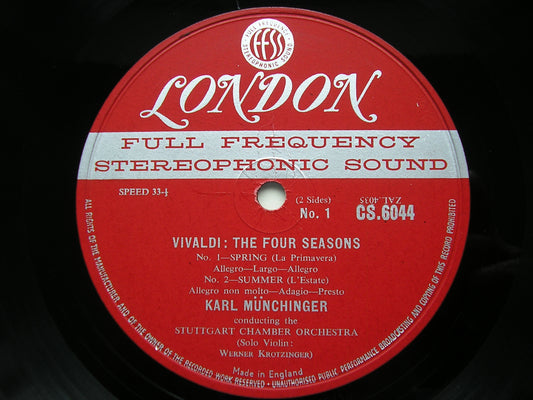 FULL FREQUENCY
FFSS
STEREOPHONIC SOUND
LONDON
FULL FREQUENCY
STEREOPHONIC SOUND
SPEED 33-⅓
(2 Sides)
No. 1
ZAL.4035
CS.6044
VIVALDI: THE FOUR SEASONS
No. 1—SPRING (La Primavera)
Allegro—Largo—Allegro
No. 2—SUMMER (L'Estate)
Allegro non molto—Adagio—Presto
KARL MÜNCHINGER
conducting the
STUTTGART CHAMBER ORCHESTRA
(Solo Violin:
WERNER KROTZINGER)
Made in England
ALL RIGHTS OF THE MANUFACTURER AND OF THE OWNER OF THE RECORDED WORK RESERVED • UNAUTHORISED PUBLIC PERFORMANCE BROADCASTING AND COPYING OF THIS RECORD PROHIBITED